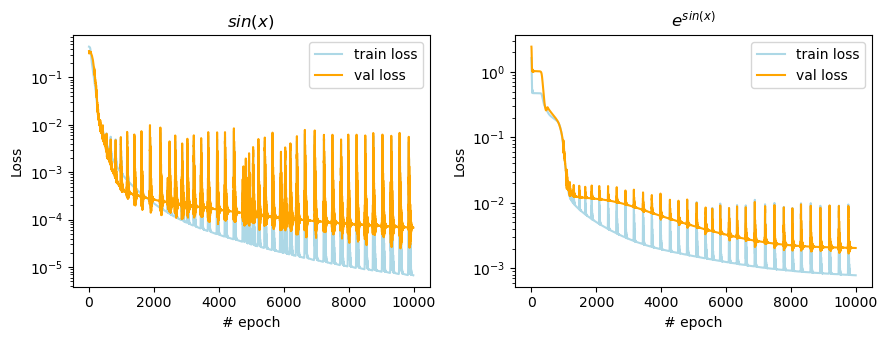 sin(x)
Loss
10⁻¹
10⁻²
10⁻³
10⁻⁴
10⁻⁵
train loss
val loss
0 2000 4000 6000 8000 10000
# epoch
e^{sin(x)}
Loss
10⁰
10⁻¹
10⁻²
10⁻³
train loss
val loss
0 2000 4000 6000 8000 10000
# epoch